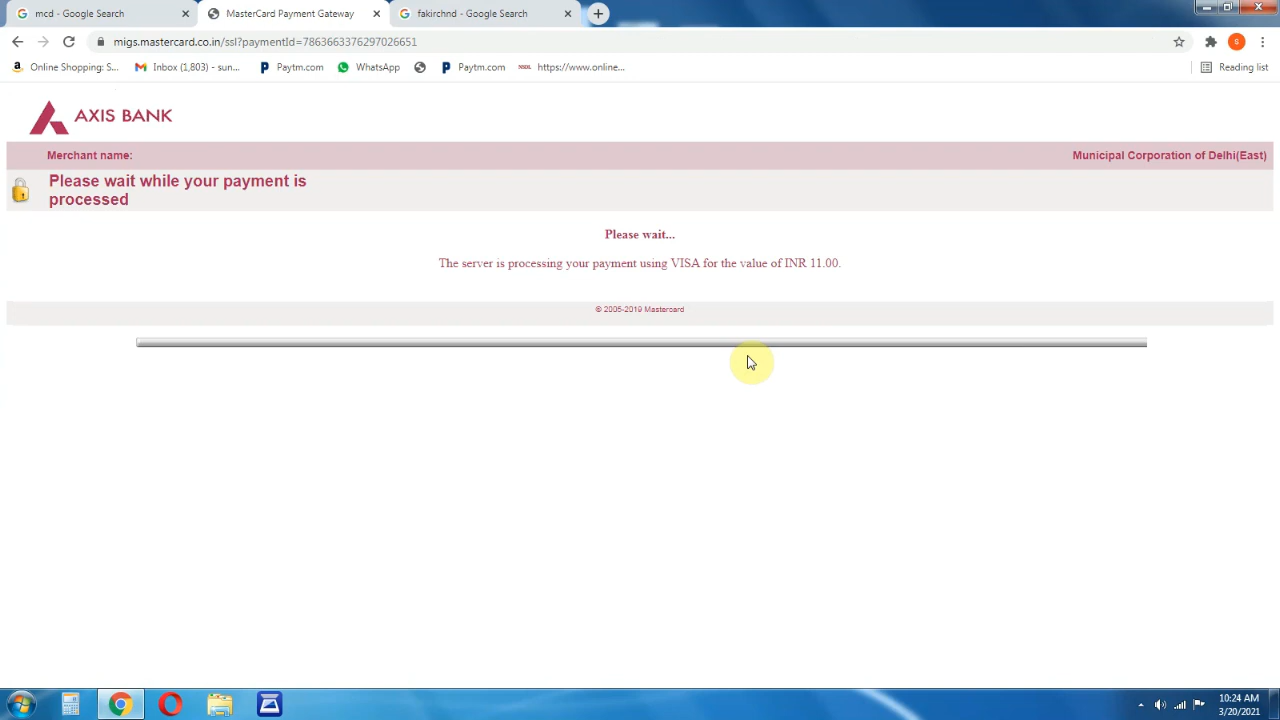 mcd - Google Search
MasterCard Payment Gateway
fakirchnd - Google Search
migs.mastercard.co.in/ssl?paymentId=7863663376297026651
S
Online Shopping: S...
Inbox (1,803) - sun...
Paytm.com
WhatsApp
Paytm.com
NSDL https://www.online...
Reading list
AXIS BANK
Merchant name:
Municipal Corporation of Delhi(East)
Please wait while your payment is
processed
Please wait...
The server is processing your payment using VISA for the value of INR 11.00.
© 2005-2019 Mastercard
10:24 AM
3/20/2021